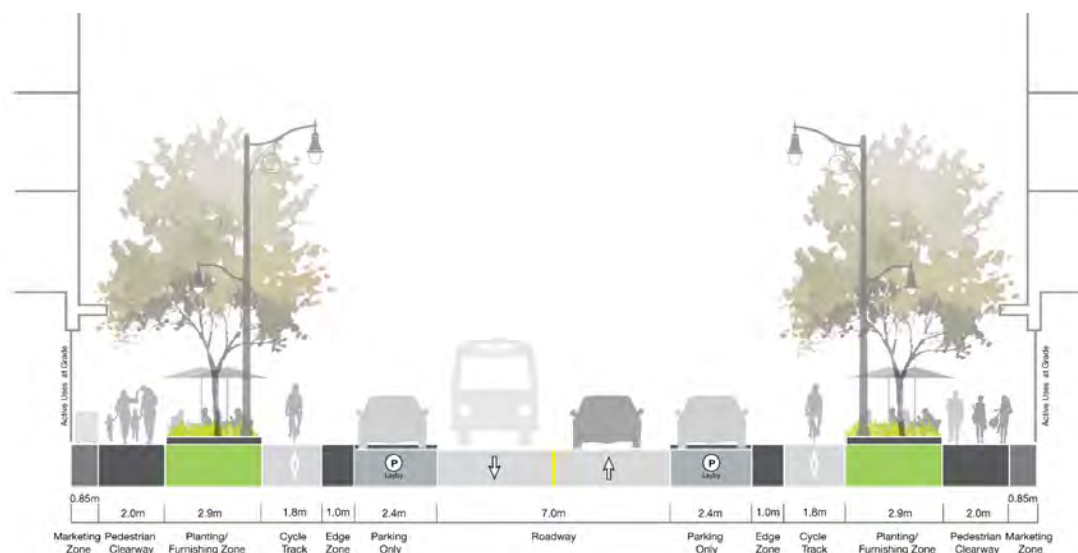 Active Uses at Grade
Active Uses at Grade
P
Layby
P
Layby
0.85m
2.0m
2.9m
1.8m
1.0m
2.4m
7.0m
2.4m
1.0m
1.8m
2.9m
2.0m
0.85m
Marketing Zone
Pedestrian Clearway
Planting/
Furnishing Zone
Cycle
Track
Edge
Zone
Parking
Only
Roadway
Parking
Only
Edge
Zone
Cycle
Track
Planting/
Furnishing Zone
Pedestrian
Clearway
Marketing
Zone